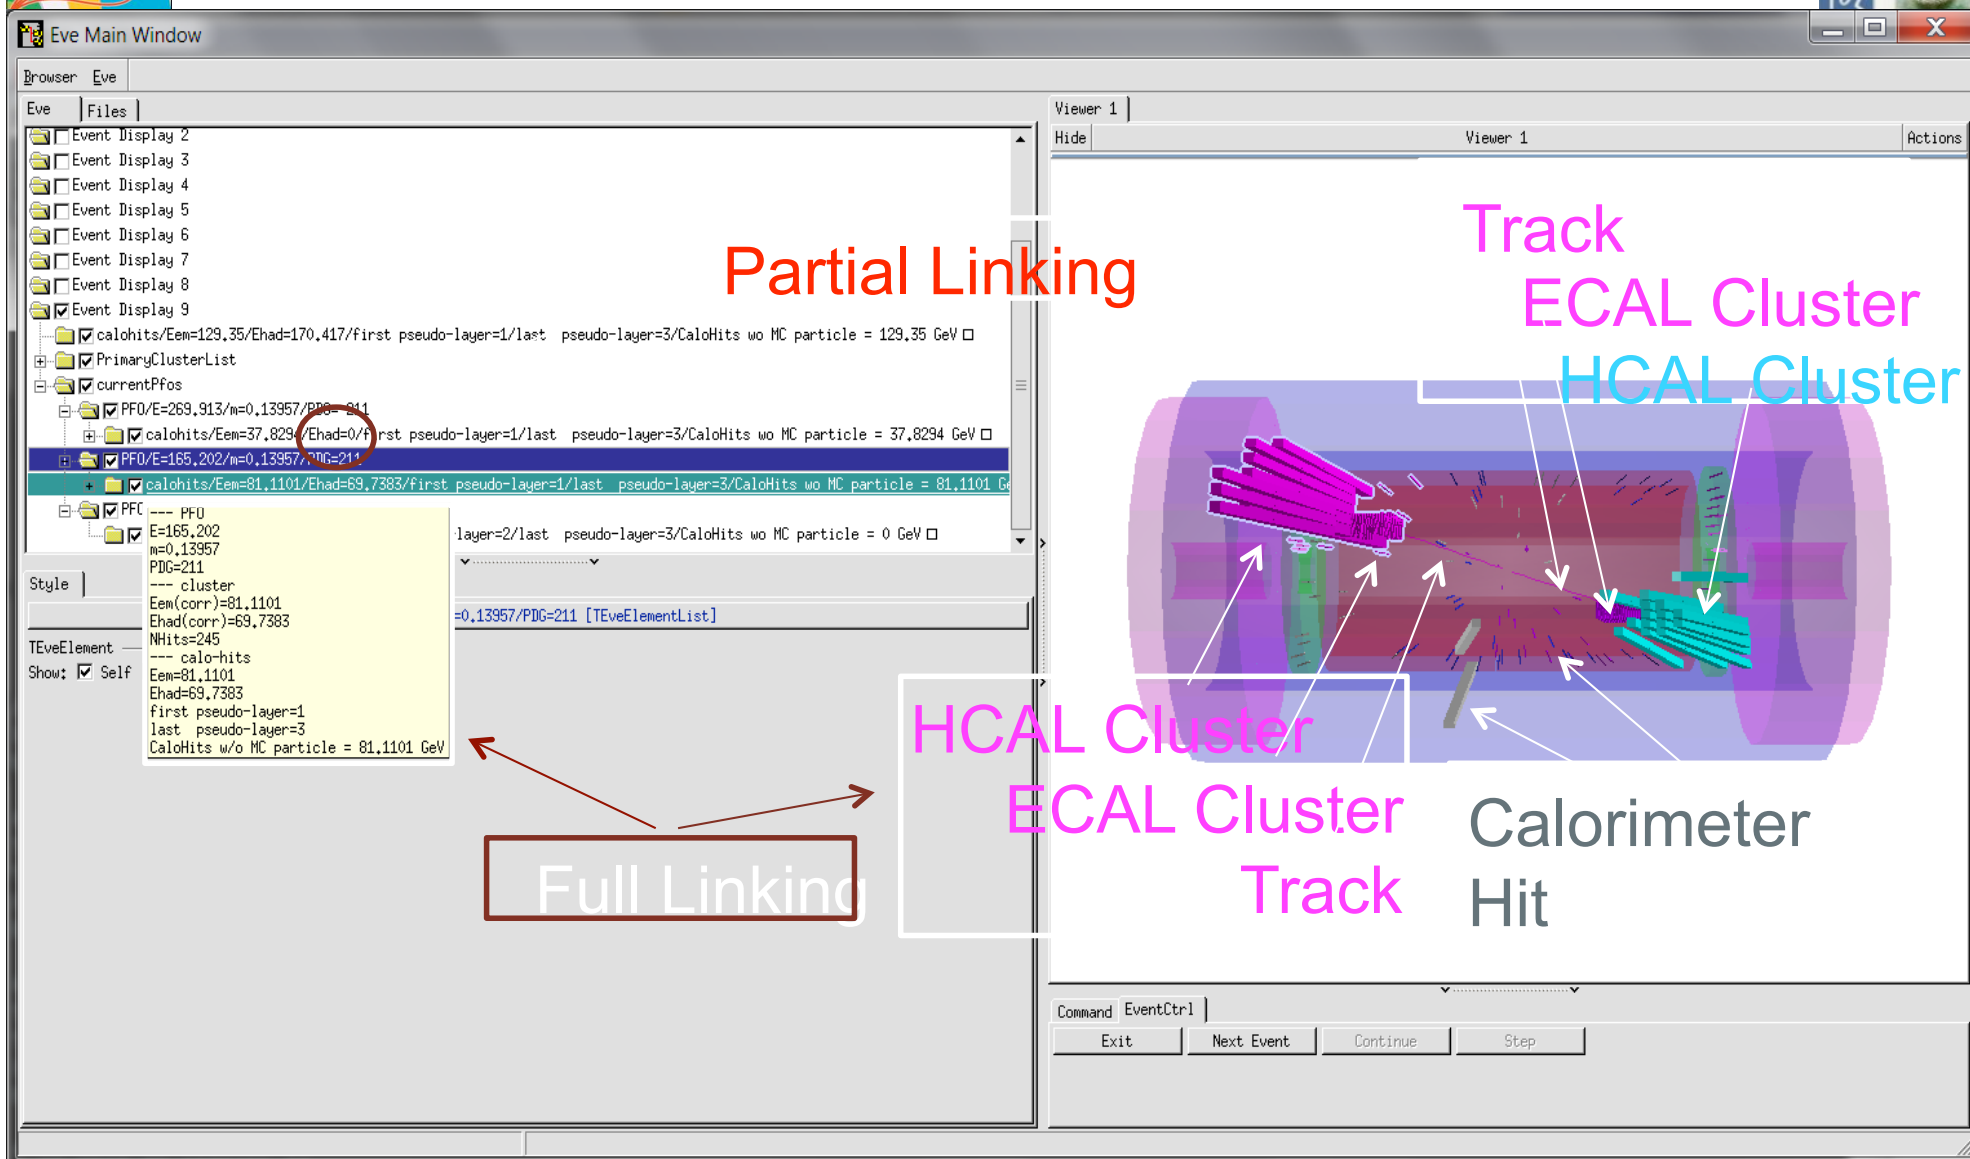 Eve Main Window
Browser Eve
Eve Files
Event Display 2
Event Display 3
Event Display 4
Event Display 5
Event Display 6
Event Display 7
Event Display 8
Event Display 9
calohits/Eem=129.35/Ehad=170.417/first pseudo-layer=1/last pseudo-layer=3/CaloHits wo MC particle = 129.35 GeV
PrimaryClusterList
currentPfos
PFO/E=269.913/m=0.13957/PDG=-211
calohits/Eem=37.8294/Ehad=0/first pseudo-layer=1/last pseudo-layer=3/CaloHits wo MC particle = 37.8294 GeV
PFO/E=165.202/m=0.13957/PDG=211
calohits/Eem=81.1101/Ehad=69.7383/first pseudo-layer=1/last pseudo-layer=3/CaloHits wo MC particle = 81.1101 Ge
PFO
layer=2/last pseudo-layer=3/CaloHits wo MC particle = 0 GeV
--- PFO
E=165.202
m=0.13957
PDG=211
--- cluster
Eem(corr)=81.1101
Ehad(corr)=69.7383
NHits=245
--- calo-hits
Eem=81.1101
Ehad=69.7383
first pseudo-layer=1
last pseudo-layer=3
CaloHits w/o MC particle = 81.1101 GeV
Style
=0.13957/PDG=211 [TEveElementList]
TEveElement
Show: Self
Partial Linking
Full Linking
Viewer 1
Hide Viewer 1 Actions
Track
ECAL Cluster
HCAL Cluster
HCAL Cluster
ECAL Cluster
Track
Calorimeter
Hit
Command EventCtrl
Exit Next Event Continue Step